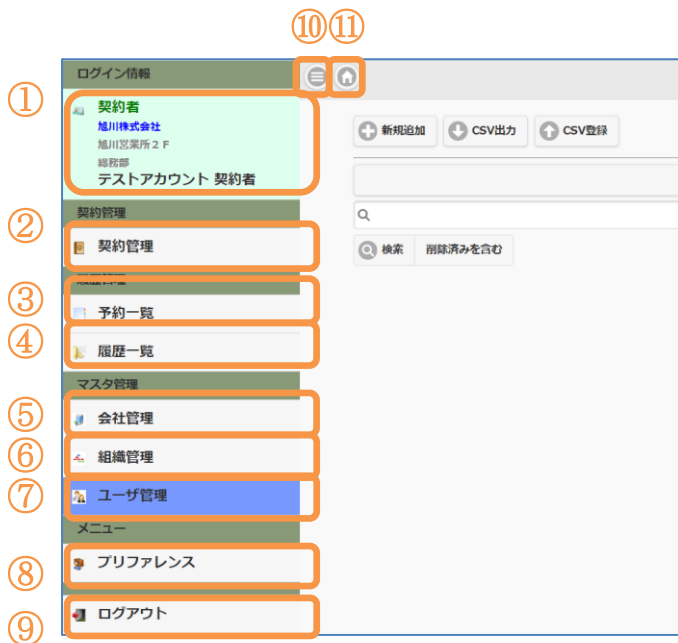 ⑩⑪
ログイン情報
①
契約者
旭川株式会社
旭川営業所２Ｆ
総務部
テストアカウント 契約者
新規追加
CSV出力
CSV登録
契約管理
②
契約管理
検索
削除済みを含む
履歴管理
③
予約一覧
④
履歴一覧
マスタ管理
⑤
会社管理
⑥
組織管理
⑦
ユーザ管理
メニュー
⑧
プリファレンス
⑨
ログアウト